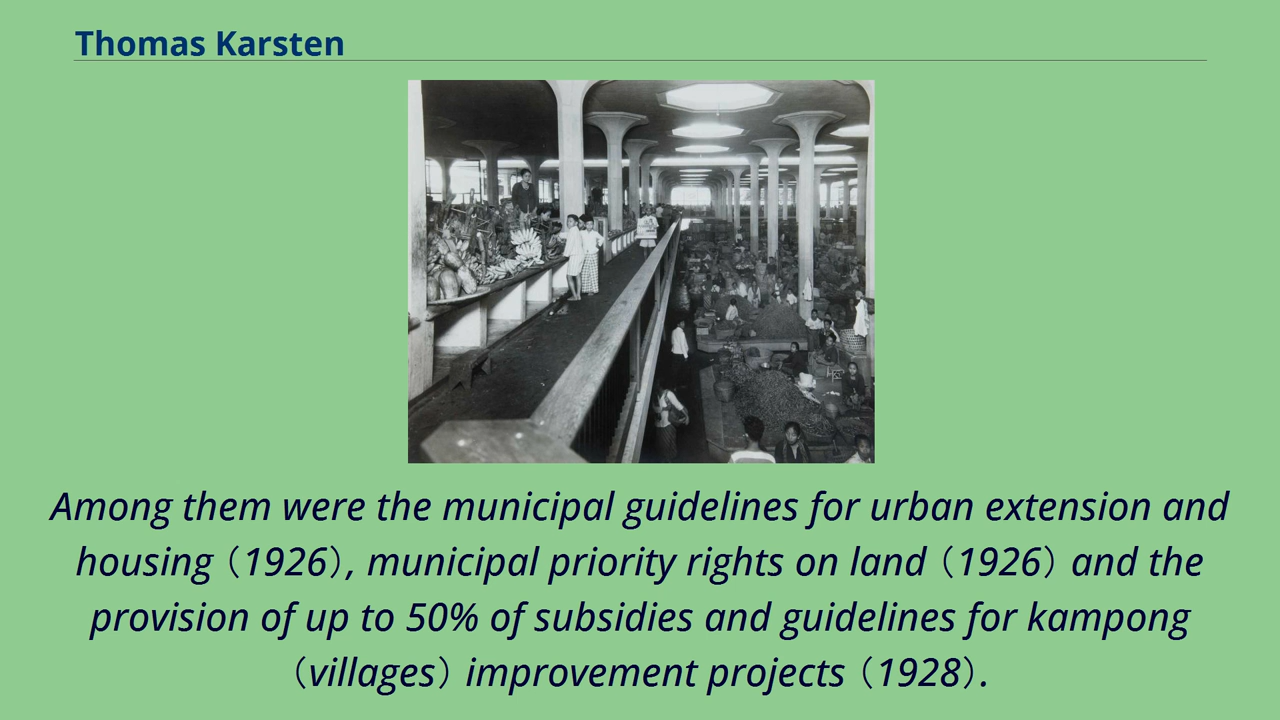 Thomas Karsten
Among them were the municipal guidelines for urban extension and
housing (1926), municipal priority rights on land (1926) and the
provision of up to 50% of subsidies and guidelines for kampong
(villages) improvement projects (1928).